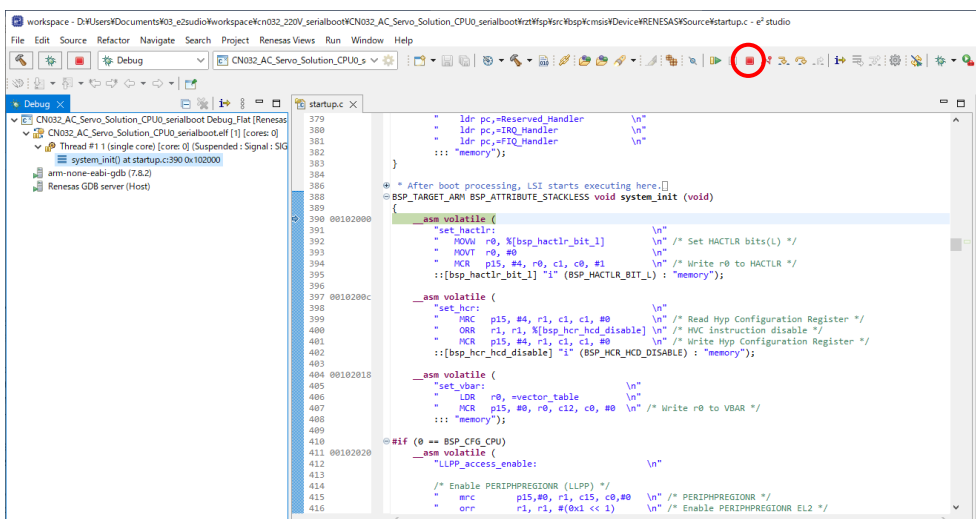 workspace - D:¥Users¥Documents¥03_e2studio¥workspace¥cn032_220V_serialboot¥CN032_AC_Servo_Solution_CPU0_serialboot¥rzt¥fsp¥src¥bsp¥cmsis¥Device¥RENESAS¥Source¥startup.c - e² studio
File Edit Source Refactor Navigate Search Project Renesas Views Run Window Help
Debug CN032_AC_Servo_Solution_CPU0_s
Debug
startup.c
CN032_AC_Servo_Solution_CPU0_serialboot Debug_Flat [Renesas
CN032_AC_Servo_Solution_CPU0_serialboot.elf [1] [cores: 0]
Thread #1 1 (single core) [core: 0] (Suspended : Signal : SIG
system_init() at startup.c:390 0x102000
arm-none-eabi-gdb (7.8.2)
Renesas GDB server (Host)
379 " ldr pc,=Reserved_Handler \n"
380 " ldr pc,=IRQ_Handler \n"
381 " ldr pc,=FIQ_Handler \n"
382 ::: "memory");
383 }
384
386 * After boot processing, LSI starts executing here.
388 BSP_TARGET_ARM BSP_ATTRIBUTE_STACKLESS void system_init (void)
389 {
390 00102000 __asm volatile (
391 "set_hactlr: \n"
392 " MOVW r0, %[bsp_hactlr_bit_l] \n" /* Set HACTLR bits(L) */
393 " MOVT r0, #0 \n"
394 " MCR p15, #4, r0, c1, c0, #1 \n" /* Write r0 to HACTLR */
395 ::[bsp_hactlr_bit_l] "i" (BSP_HACTLR_BIT_L) : "memory");
396
397 0010200c __asm volatile (
398 "set_hcr: \n"
399 " MRC p15, #4, r1, c1, c1, #0 \n" /* Read Hyp Configuration Register */
400 " ORR r1, r1, %[bsp_hcr_hcd_disable] \n" /* HVC instruction disable */
401 " MCR p15, #4, r1, c1, c1, #0 \n" /* Write Hyp Configuration Register */
402 ::[bsp_hcr_hcd_disable] "i" (BSP_HCR_HCD_DISABLE) : "memory");
403
404 00102018 __asm volatile (
405 "set_vbar: \n"
406 " LDR r0, =vector_table \n"
407 " MCR p15, #0, r0, c12, c0, #0 \n" /* Write r0 to VBAR */
408 ::: "memory");
409
410 #if (0 == BSP_CFG_CPU)
411 00102020 __asm volatile (
412 "LLPP_access_enable: \n"
413
414 /* Enable PERIPHPREGIONR (LLPP) */
415 " mrc p15,#0, r1, c15, c0,#0 \n" /* PERIPHPREGIONR */
416 " orr r1, r1, #(0x1 << 1) \n" /* Enable PERIPHPREGIONR EL2 */